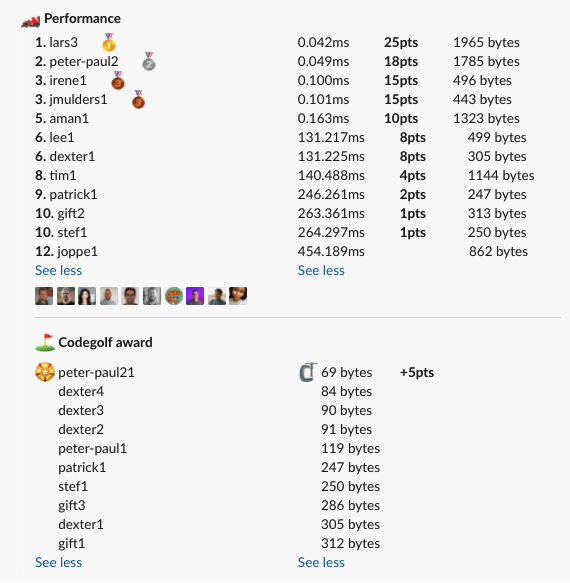 Performance
1. lars3 0.042ms 25pts 1965 bytes
2. peter-paul2 0.049ms 18pts 1785 bytes
3. irene1 0.100ms 15pts 496 bytes
3. jmulders1 0.101ms 15pts 443 bytes
5. aman1 0.163ms 10pts 1323 bytes
6. lee1 131.217ms 8pts 499 bytes
6. dexter1 131.225ms 8pts 305 bytes
8. tim1 140.488ms 4pts 1144 bytes
9. patrick1 246.261ms 2pts 247 bytes
10. gift2 263.361ms 1pts 313 bytes
10. stef1 264.297ms 1pts 250 bytes
12. joppe1 454.189ms 862 bytes
See less See less
Codegolf award
peter-paul21 69 bytes +5pts
dexter4 84 bytes
dexter3 90 bytes
dexter2 91 bytes
peter-paul1 119 bytes
patrick1 247 bytes
stef1 250 bytes
gift3 286 bytes
dexter1 305 bytes
gift1 312 bytes
See less See less